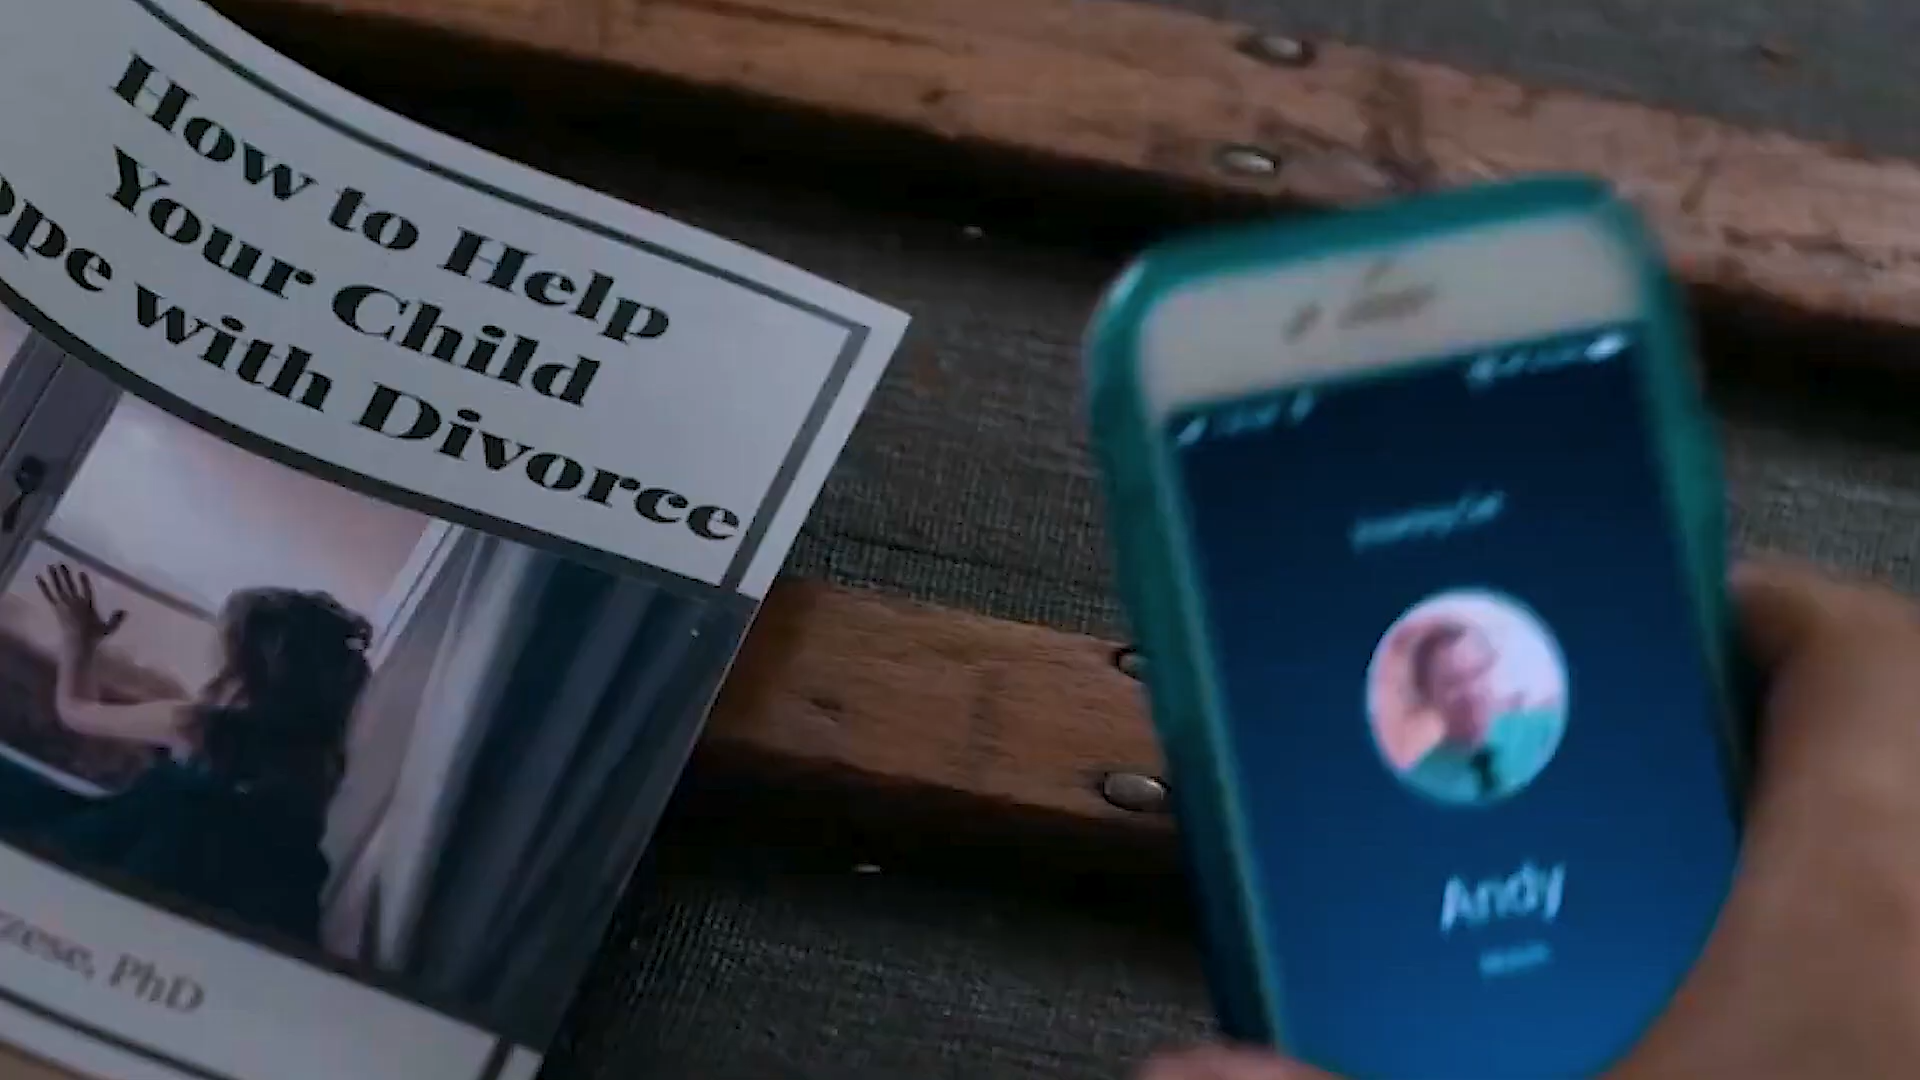 How to Help
Your Child
ope with Divorce
zese, PhD
Andy